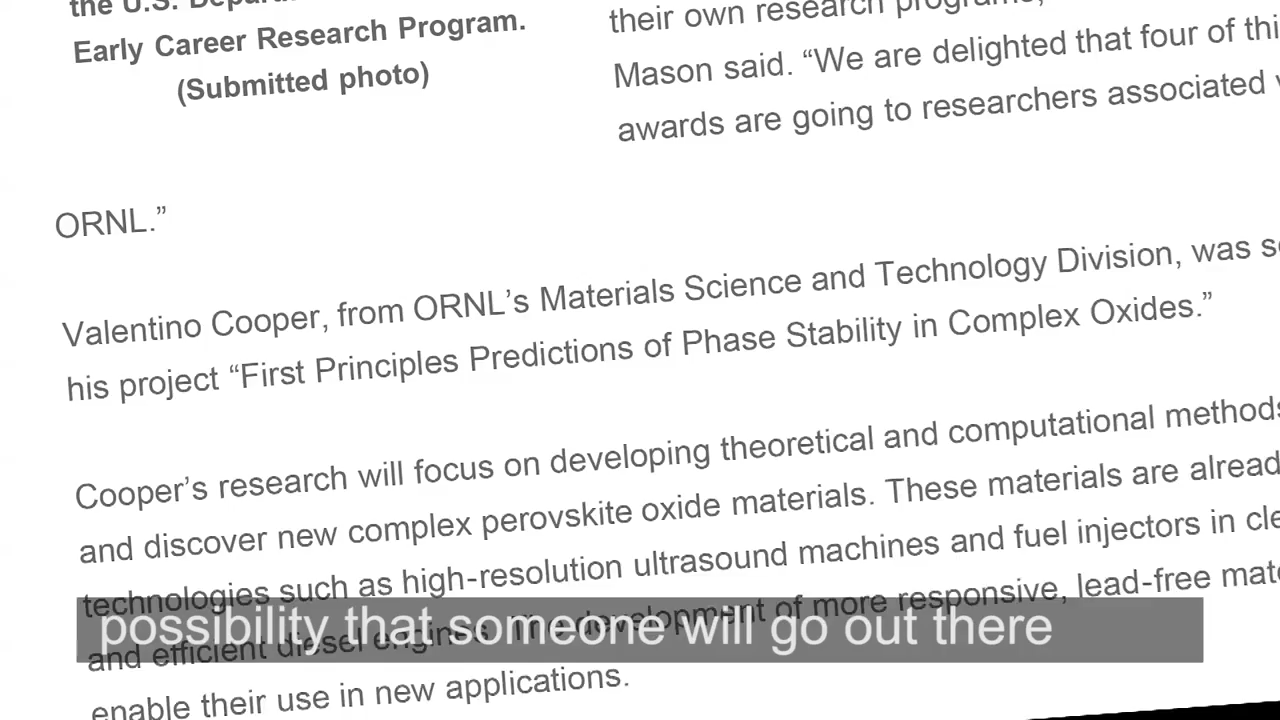 the U.S.
Early Career Research Program.
(Submitted photo)
their own research programs,
Mason said. “We are delighted that four of
awards are going to researchers associated
ORNL.”
Valentino Cooper, from ORNL’s Materials Science and Technology Division, was
his project “First Principles Predictions of Phase Stability in Complex Oxides.”
Cooper’s research will focus on developing theoretical and computational methods
and discover new complex perovskite oxide materials. These materials are
technologies such as high-resolution ultrasound machines and fuel injectors in
and efficient diesel engines. The development of more responsive, lead-free
enable their use in new applications.
possibility that someone will go out there